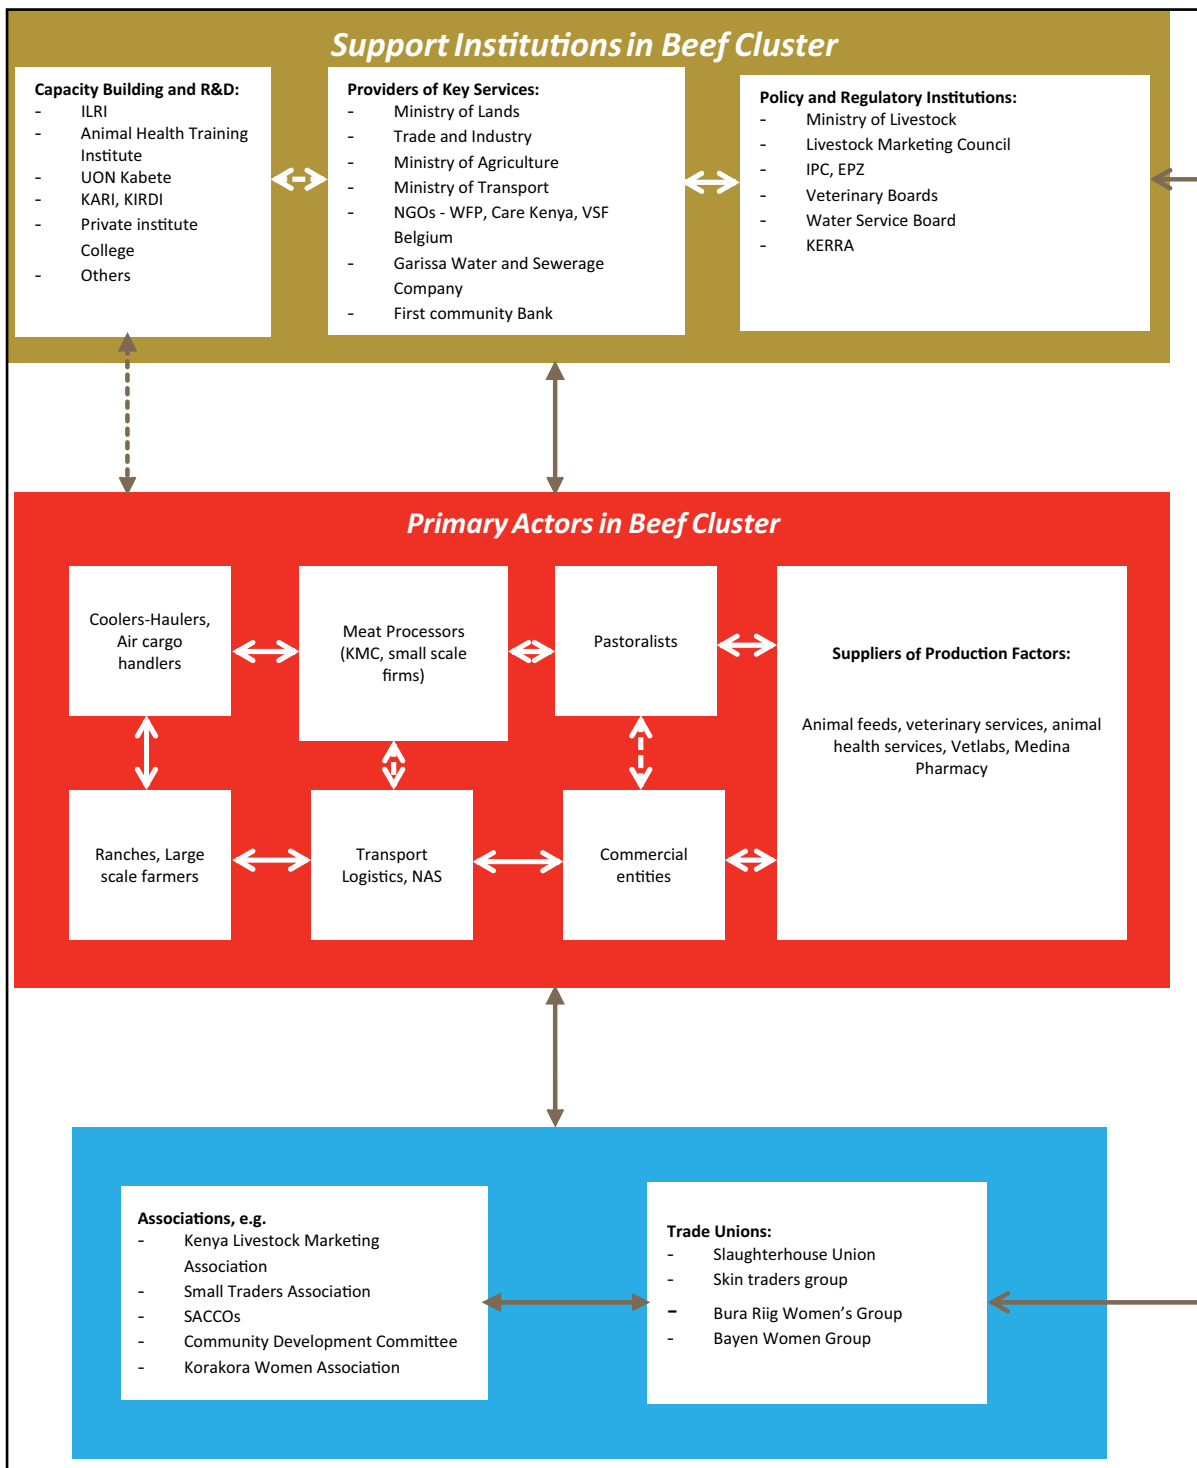 Support Institutions in Beef Cluster
Capacity Building and R&D:
- ILRI
- Animal Health Training
Institute
- UON Kabete
- KARI, KIRDI
- Private institute
College
- Others
Providers of Key Services:
- Ministry of Lands
- Trade and Industry
- Ministry of Agriculture
- Ministry of Transport
- NGOs - WFP, Care Kenya, VSF
Belgium
- Garissa Water and Sewerage
Company
- First community Bank
Policy and Regulatory Institutions:
- Ministry of Livestock
- Livestock Marketing Council
- IPC, EPZ
- Veterinary Boards
- Water Service Board
- KERRA
Primary Actors in Beef Cluster
Coolers-Haulers,
Air cargo
handlers
Meat Processors
(KMC, small scale
firms)
Pastoralists
Suppliers of Production Factors:
Animal feeds, veterinary services, animal
health services, Vetlabs, Medina
Pharmacy
Ranches, Large
scale farmers
Transport
Logistics, NAS
Commercial
entities
Associations, e.g.
- Kenya Livestock Marketing
Association
- Small Traders Association
- SACCOs
- Community Development Committee
- Korakora Women Association
Trade Unions:
- Slaughterhouse Union
- Skin traders group
- Bura Riig Women's Group
- Bayen Women Group